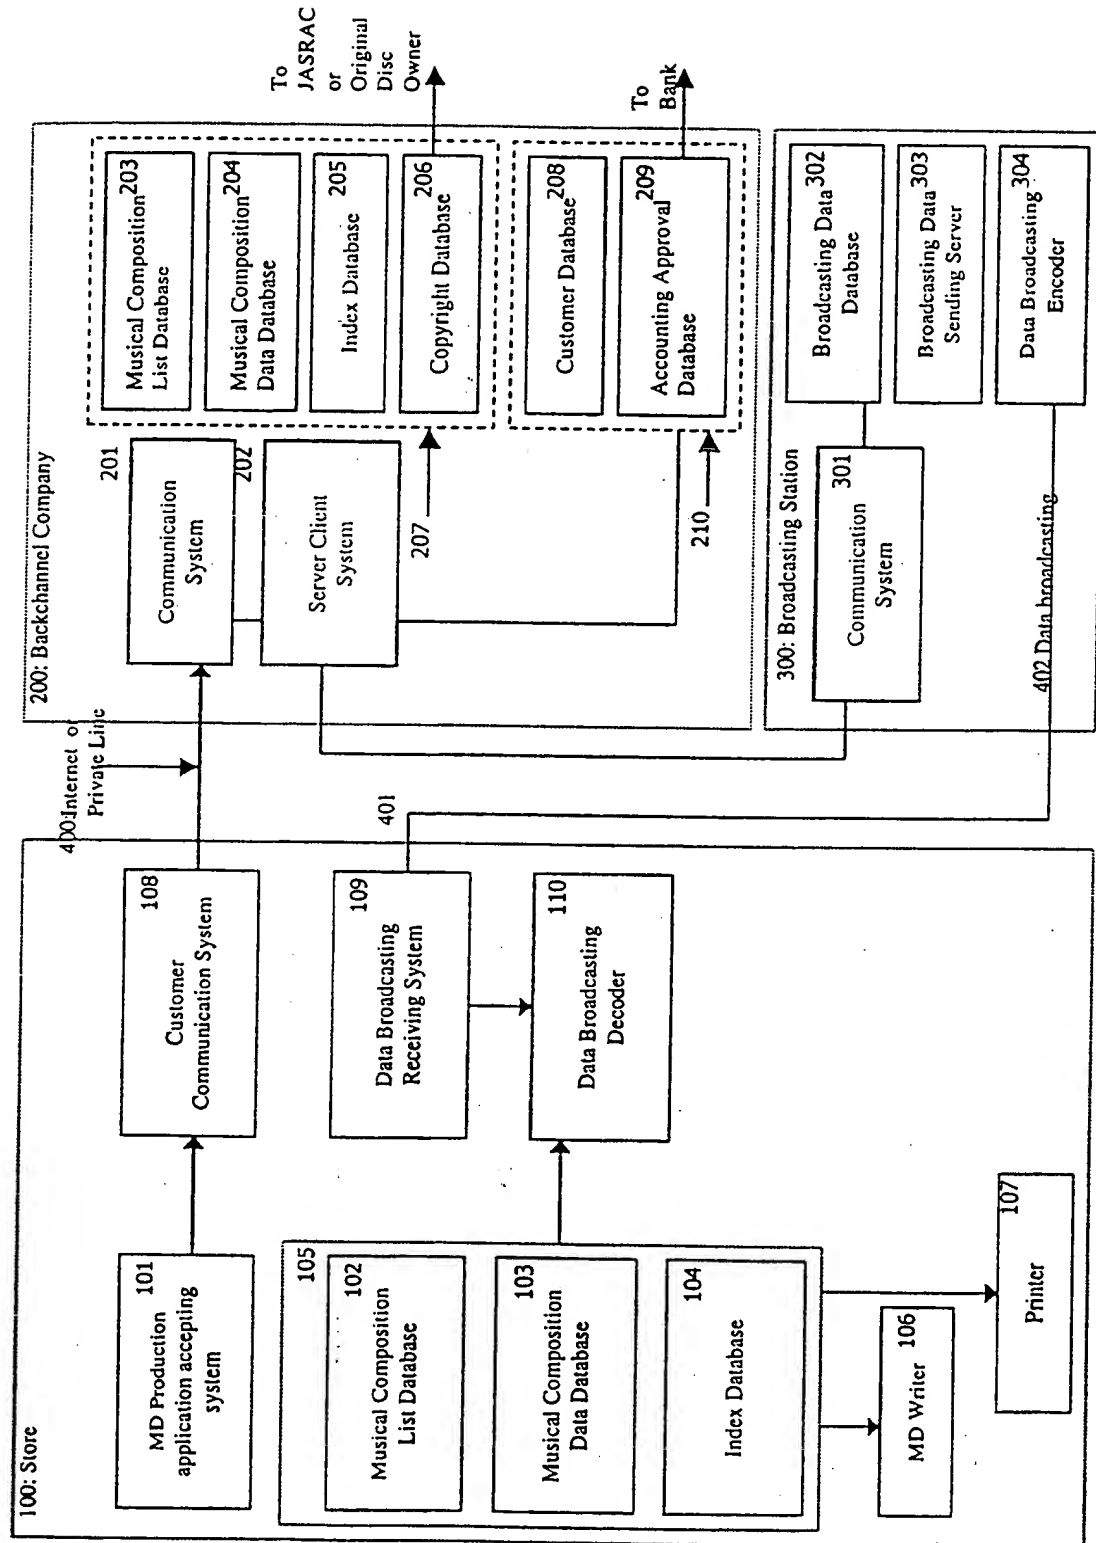 100: Store
101
MD Production
application accepting
system
105
102
Musical Composition
List Database
103
Musical Composition
Data Database
104
Index Database
106
MD Writer
107
Printer
108
Customer
Communication System
109
Data Broadcasting
Receiving System
110
Data Broadcasting
Decoder
400:Internet or
Private Line
401
200: Backchannel Company
201
Communication
System
202
Server Client
System
203
Musical Composition
List Database
204
Musical Composition
Data Database
205
Index Database
206
Copyright Database
207
208
Customer Database
209
Accounting Approval
Database
210
To
JASRAC
or
Original
Disc
Owner
To
Bank
300: Broadcasting Station
301
Communication
System
302
Broadcasting Data
Database
303
Broadcasting Data
Sending Server
304
Data Broadcasting
Encoder
402 Data broadcasting